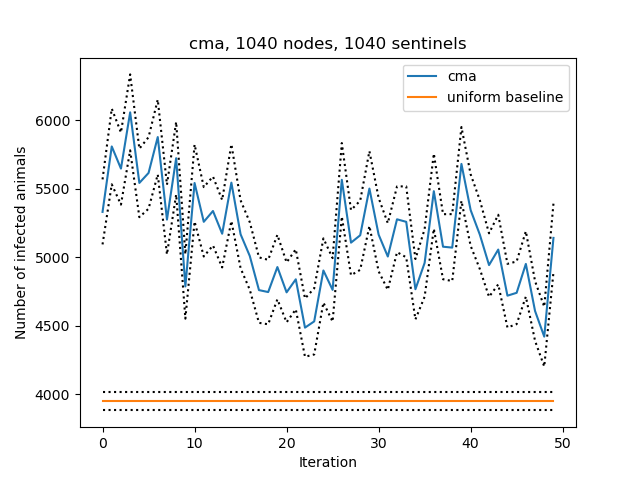 cma, 1040 nodes, 1040 sentinels
cma
uniform baseline
Number of infected animals
6000
5500
5000
4500
4000
0 10 20 30 40 50
Iteration